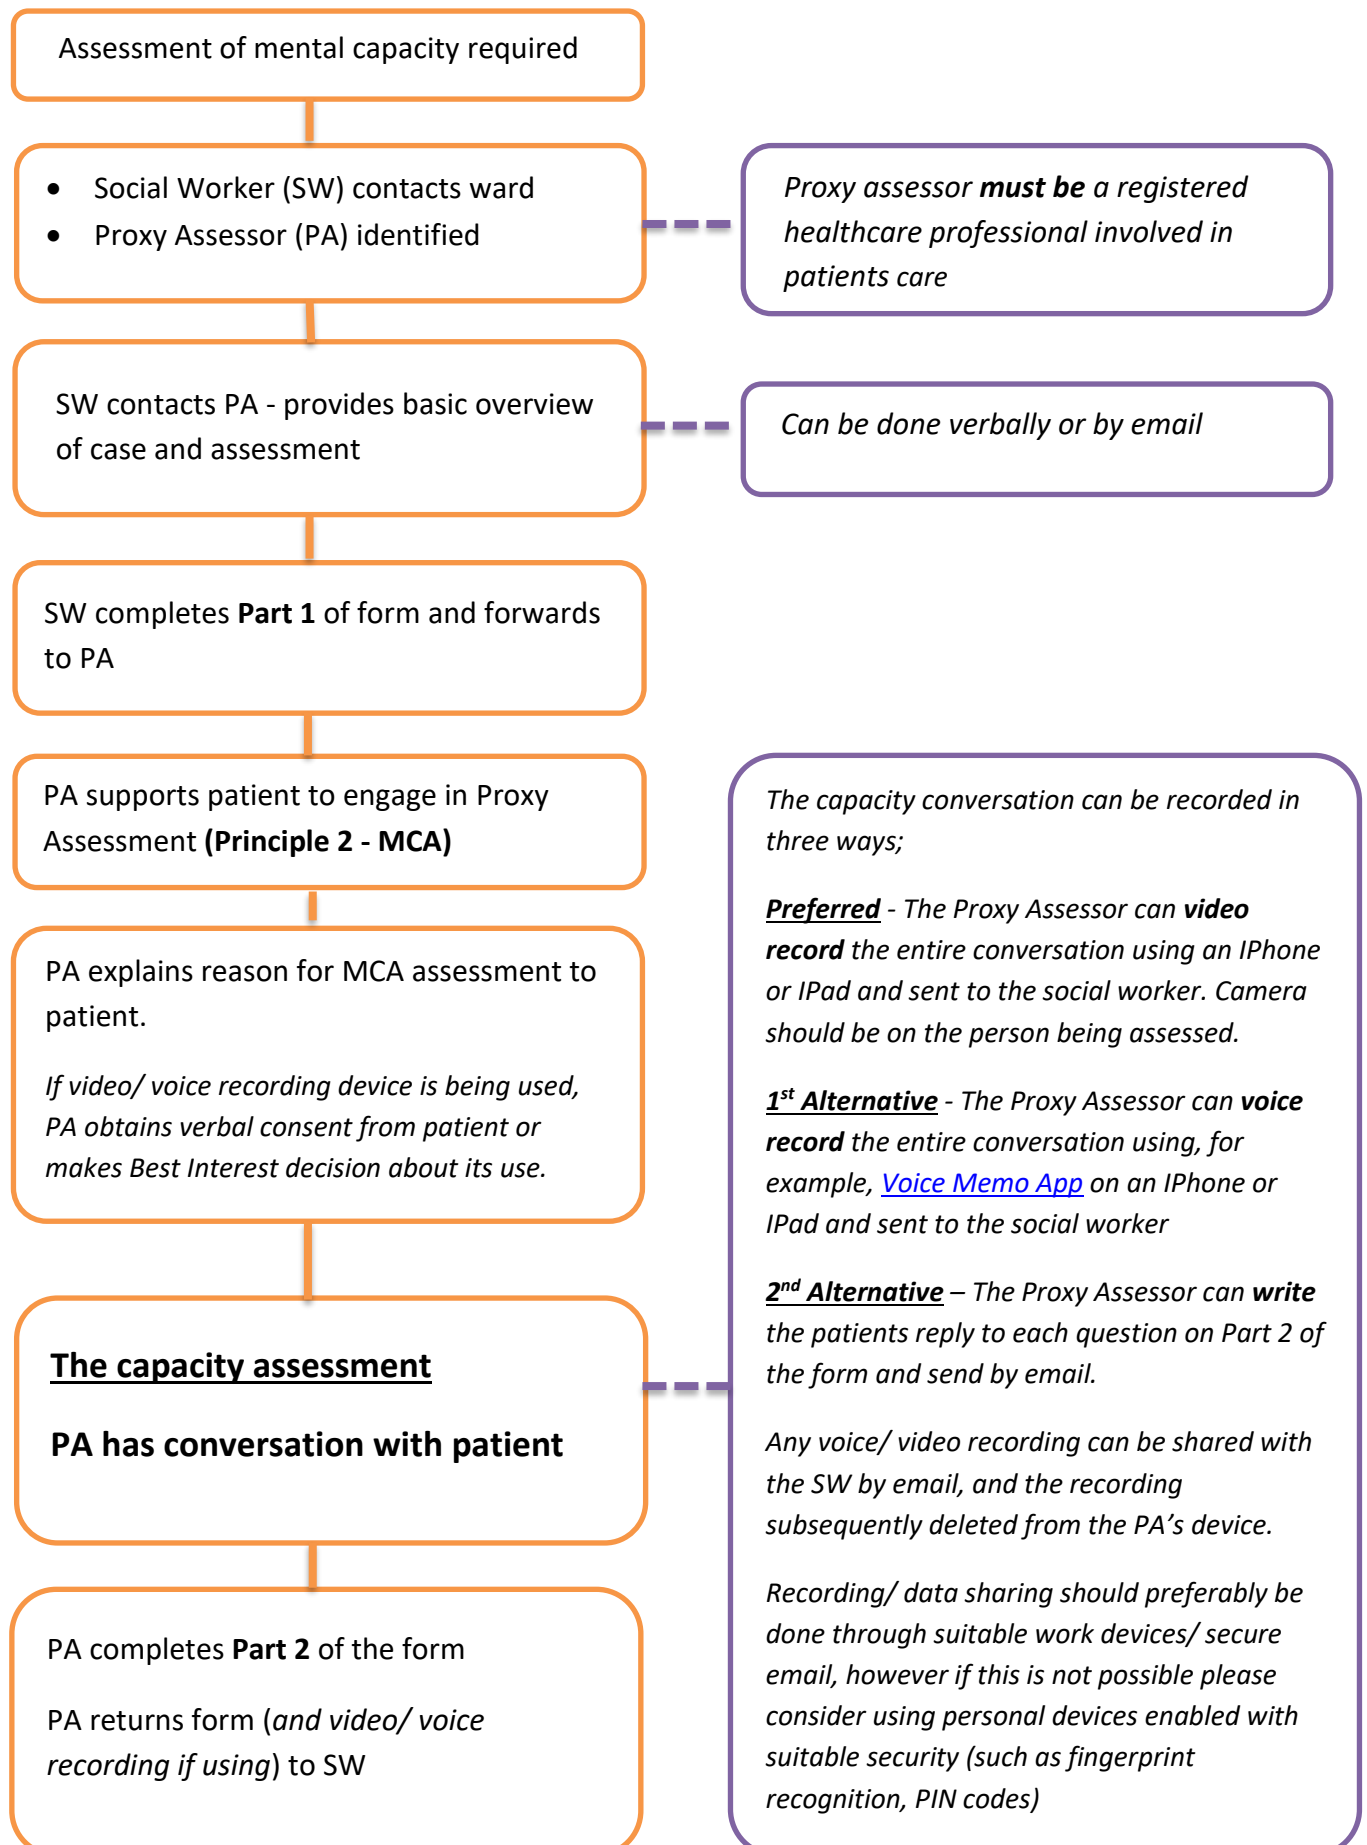 Assessment of mental capacity required
• Social Worker (SW) contacts ward
• Proxy Assessor (PA) identified
Proxy assessor must be a registered
healthcare professional involved in
patients care
SW contacts PA - provides basic overview
of case and assessment
Can be done verbally or by email
SW completes Part 1 of form and forwards
to PA
PA supports patient to engage in Proxy
Assessment (Principle 2 - MCA)
PA explains reason for MCA assessment to
patient.
If video/ voice recording device is being used,
PA obtains verbal consent from patient or
makes Best Interest decision about its use.
The capacity assessment
PA has conversation with patient
The capacity conversation can be recorded in
three ways;
Preferred - The Proxy Assessor can video
record the entire conversation using an IPhone
or IPad and sent to the social worker. Camera
should be on the person being assessed.
1st Alternative - The Proxy Assessor can voice
record the entire conversation using, for
example, Voice Memo App on an IPhone or
IPad and sent to the social worker
2nd Alternative – The Proxy Assessor can write
the patients reply to each question on Part 2 of
the form and send by email.
Any voice/ video recording can be shared with
the SW by email, and the recording
subsequently deleted from the PA’s device.
Recording/ data sharing should preferably be
done through suitable work devices/ secure
email, however if this is not possible please
consider using personal devices enabled with
suitable security (such as fingerprint
recognition, PIN codes)
PA completes Part 2 of the form
PA returns form (and video/ voice
recording if using) to SW